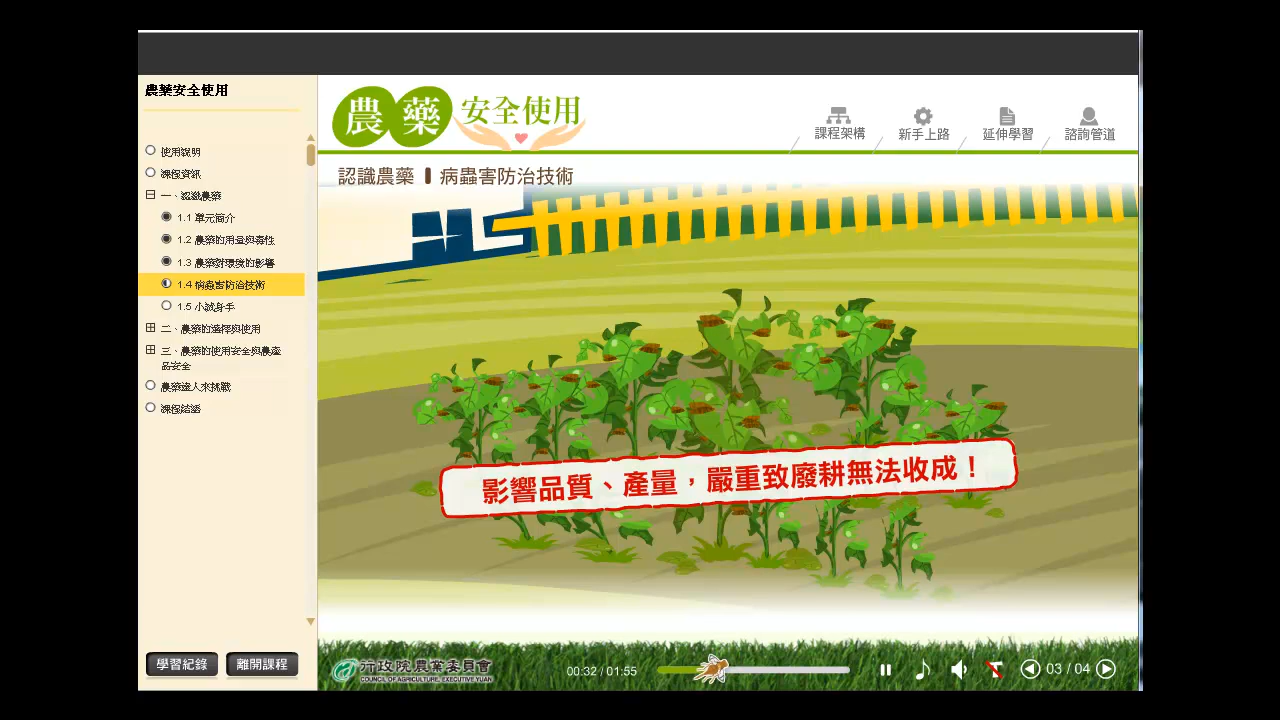 農藥安全使用
使用說明
課程資訊
一、認識農藥
1.1 單元簡介
1.2 農藥的用量與毒性
1.3 農藥對環境的影響
1.4 病蟲害防治技術
1.5 小試身手
二、農藥的選擇與使用
三、農藥的使用安全與農產
品安全
農藥達人來挑戰
課程結語
學習紀錄
離開課程
農藥 安全使用
課程架構
新手上路
延伸學習
諮詢管道
認識農藥 病蟲害防治技術
影響品質、產量，嚴重致廢耕無法收成！
行政院農業委員會
COUNCIL OF AGRICULTURE, EXECUTIVE YUAN
00:32 / 01:55
03 / 04